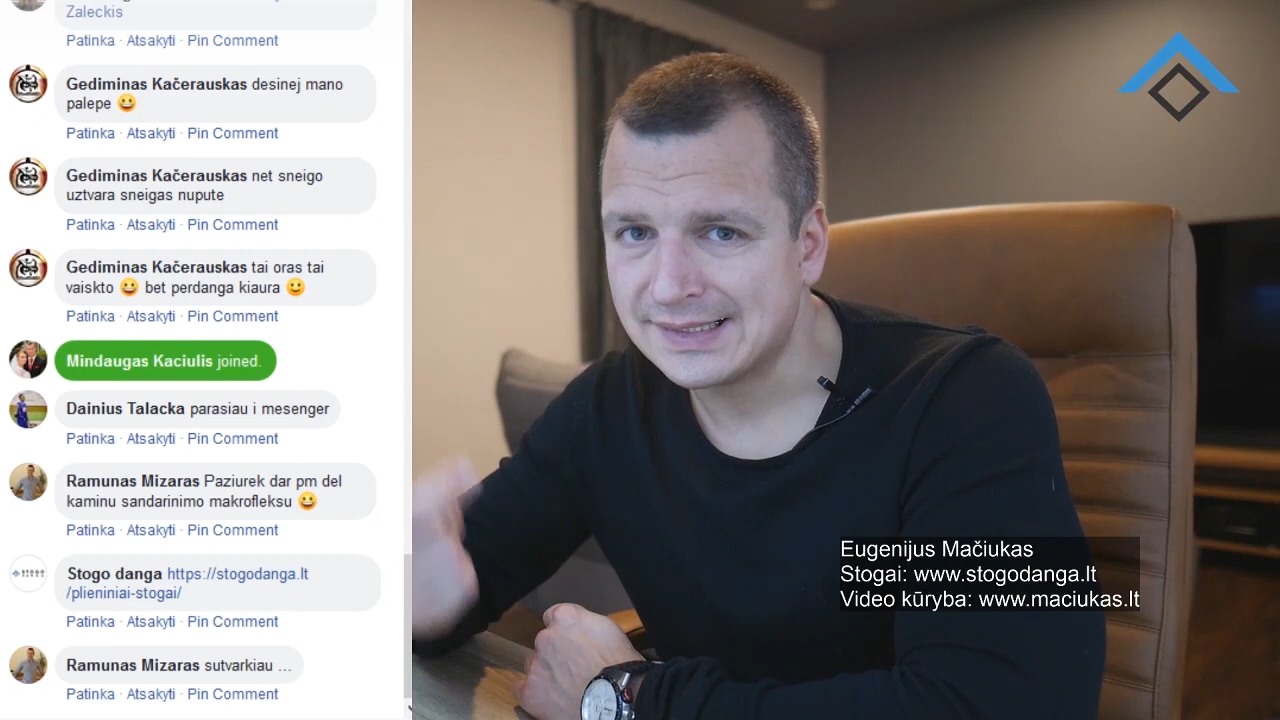 Zaleckis
Patinka · Atsakyti · Pin Comment
Gediminas Kačerauskas desinej mano
palepe 😀
Patinka · Atsakyti · Pin Comment
Gediminas Kačerauskas net sneigo
uztvara sneigas nupute
Patinka · Atsakyti · Pin Comment
Gediminas Kačerauskas tai oras tai
vaiksto 😀 bet perdanga kiaura 🙂
Patinka · Atsakyti · Pin Comment
Mindaugas Kaciulis joined.
Dainius Talacka parasiau i mesenger
Patinka · Atsakyti · Pin Comment
Ramunas Mizaras Paziurek dar pm del
kaminu sandarinimo makrofleksu 😀
Patinka · Atsakyti · Pin Comment
Stogo danga https://stogodanga.lt
/plieniniai-stogai/
Patinka · Atsakyti · Pin Comment
Ramunas Mizaras sutvarkiau ...
Patinka · Atsakyti · Pin Comment
Eugenijus Mačiukas
Stogai: www.stogodanga.lt
Video kūryba: www.maciukas.lt